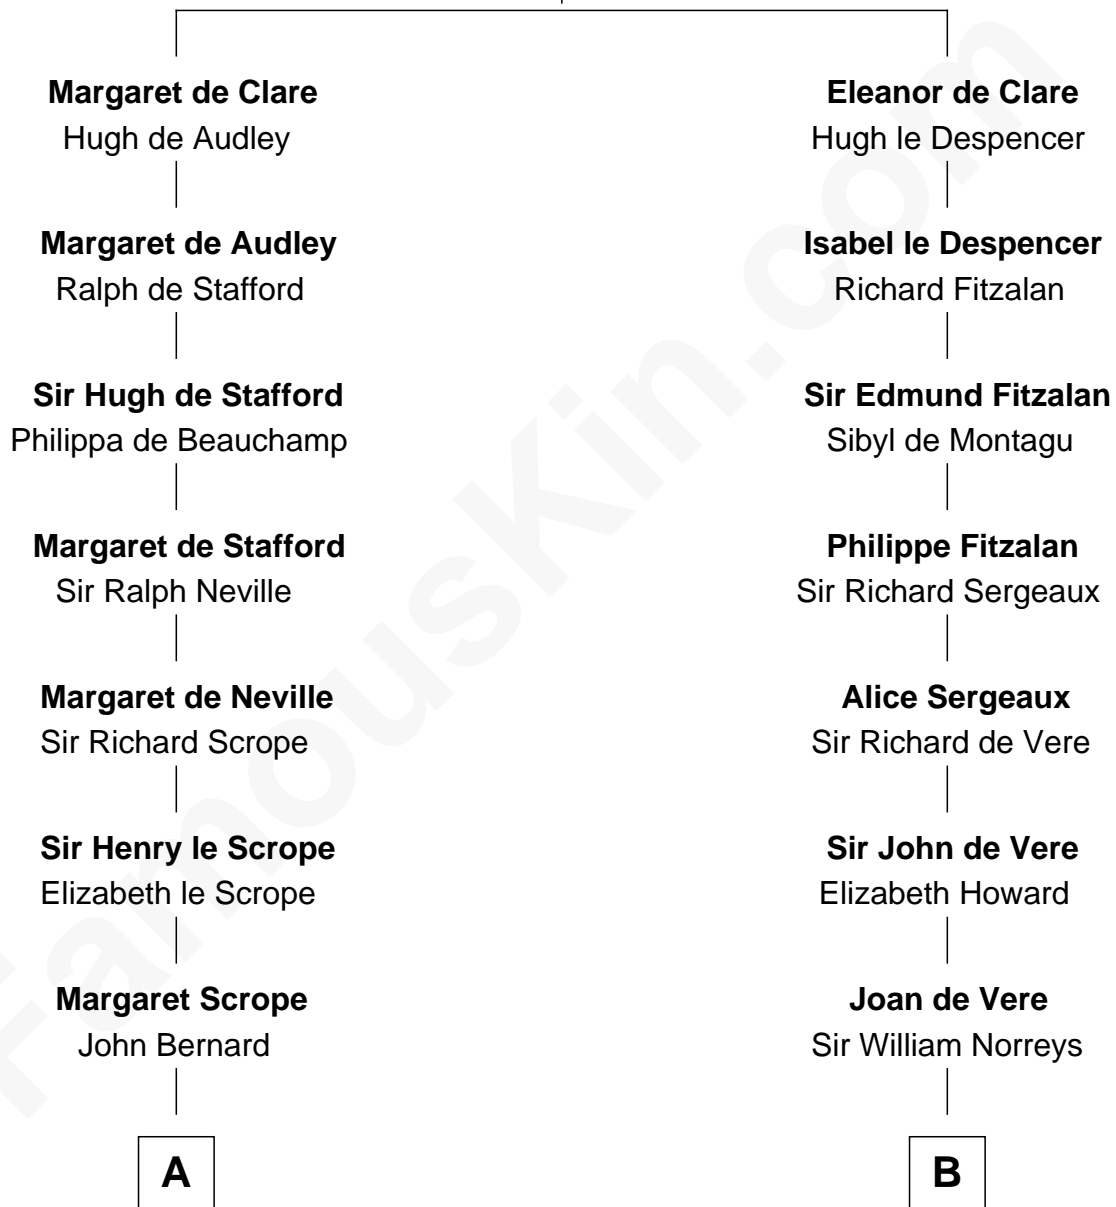 Margaret de Clare
Hugh de Audley
Margaret de Audley
Ralph de Stafford
Sir Hugh de Stafford
Philippa de Beauchamp
Margaret de Stafford
Sir Ralph Neville
Margaret de Neville
Sir Richard Scrope
Sir Henry le Scrope
Elizabeth le Scrope
Margaret Scrope
John Bernard
A
Eleanor de Clare
Hugh le Despencer
Isabel le Despencer
Richard Fitzalan
Sir Edmund Fitzalan
Sibyl de Montagu
Philippe Fitzalan
Sir Richard Sergeaux
Alice Sergeaux
Sir Richard de Vere
Sir John de Vere
Elizabeth Howard
Joan de Vere
Sir William Norreys
B
FamousKin.com